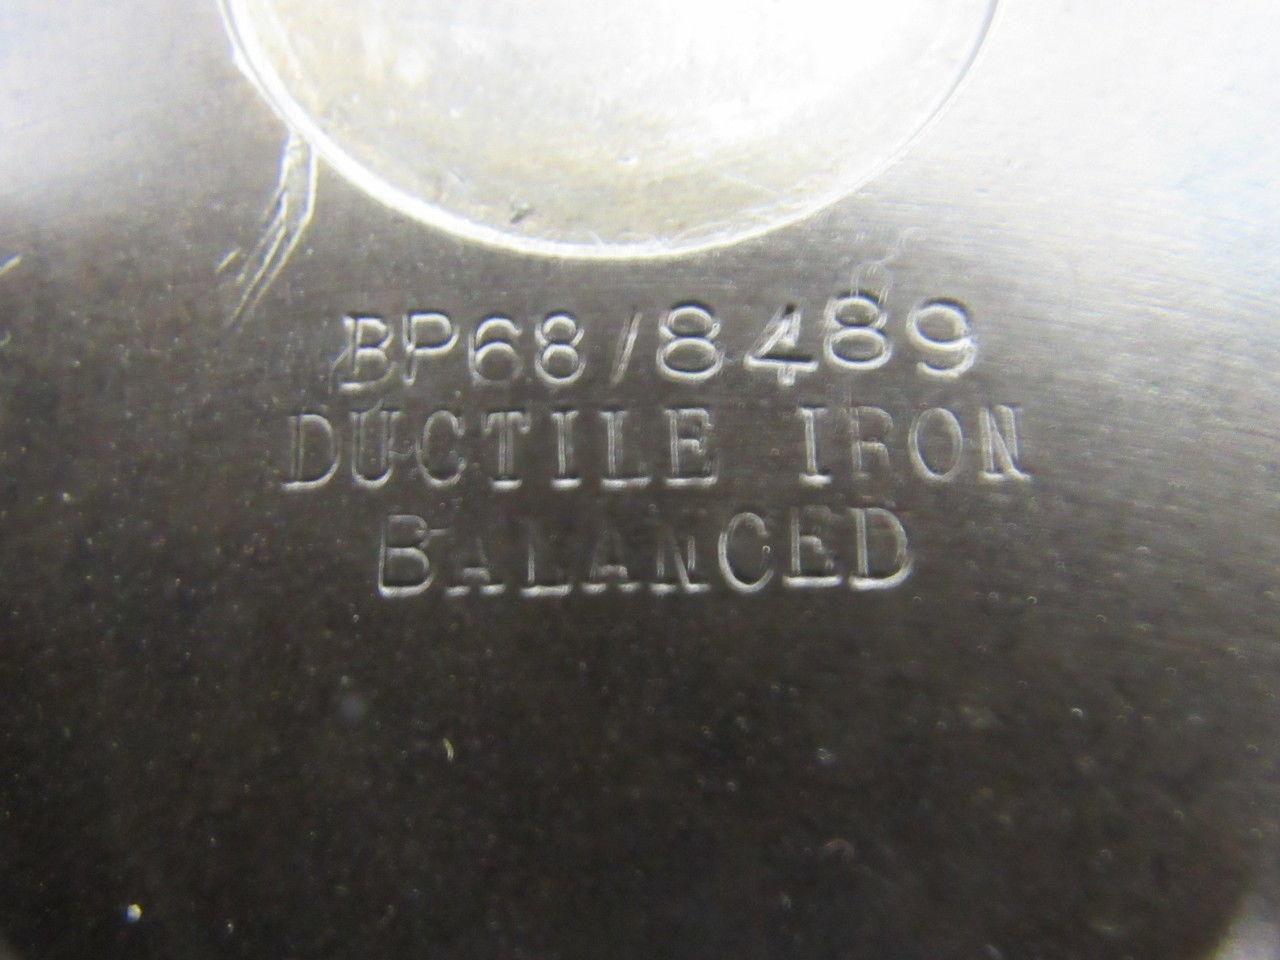 BP68/8489
DUCTILE IRON
BALANCED